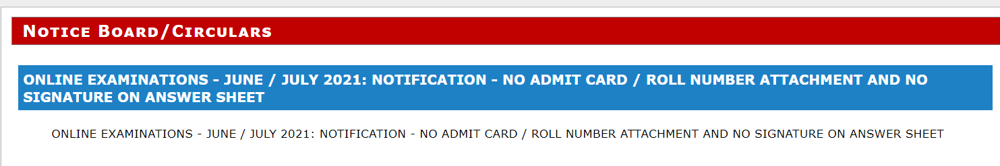 NOTICE BOARD/CIRCULARS
ONLINE EXAMINATIONS - JUNE / JULY 2021: NOTIFICATION - NO ADMIT CARD / ROLL NUMBER ATTACHMENT AND NO
SIGNATURE ON ANSWER SHEET
ONLINE EXAMINATIONS - JUNE / JULY 2021: NOTIFICATION - NO ADMIT CARD / ROLL NUMBER ATTACHMENT AND NO SIGNATURE ON ANSWER SHEET